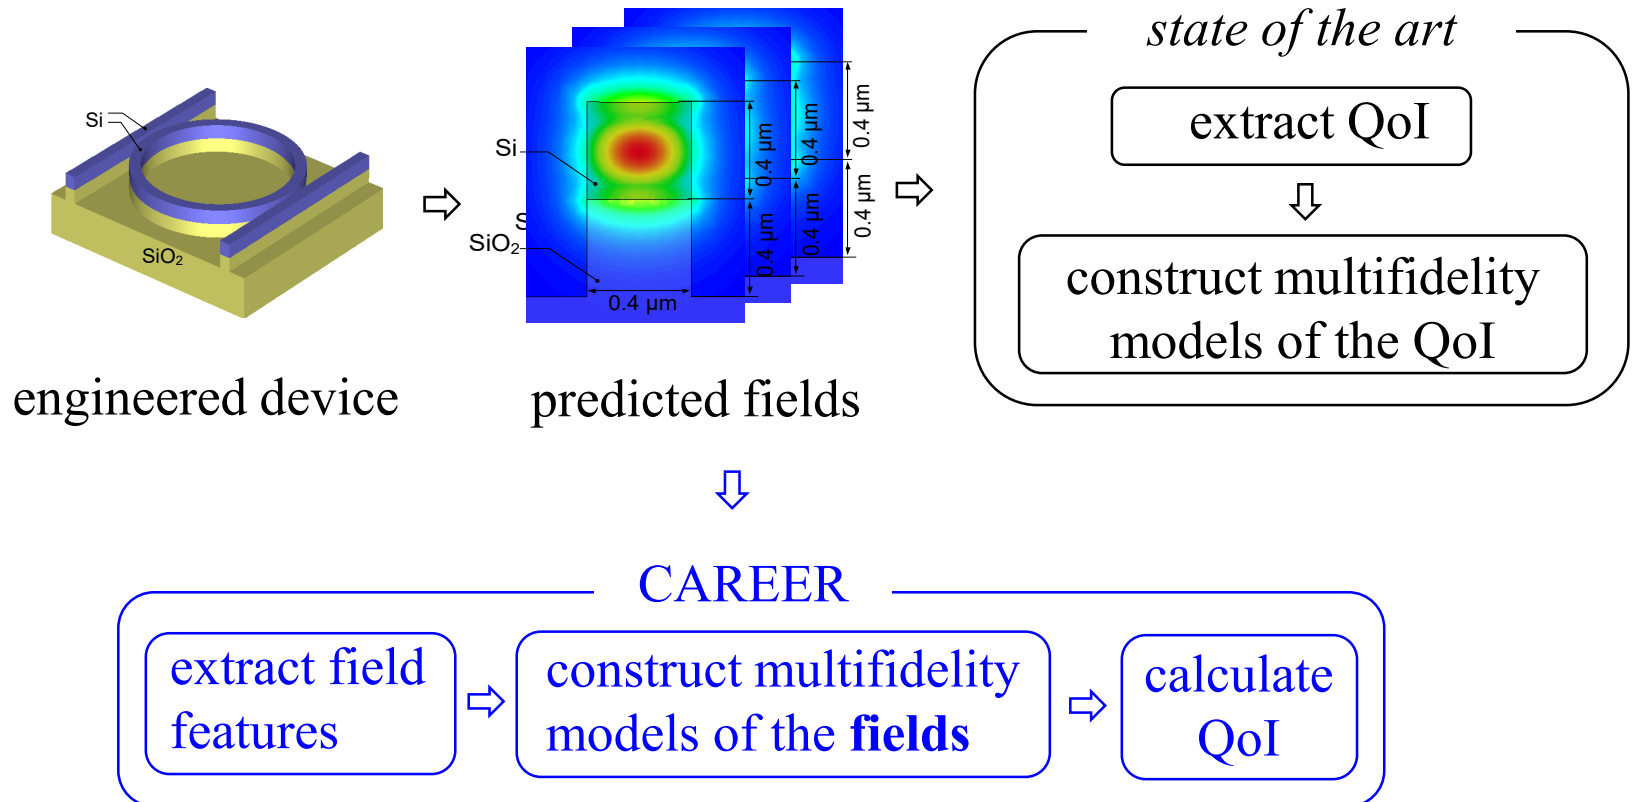 Si
SiO₂
engineered device
Si
S
SiO₂
0.4 µm
0.4 µm
0.4 µm
0.4 µm
0.4 µm
0.4 µm
0.4 µm
predicted fields
state of the art
extract QoI
construct multifidelity
models of the QoI
CAREER
extract field
features
construct multifidelity
models of the fields
calculate
QoI